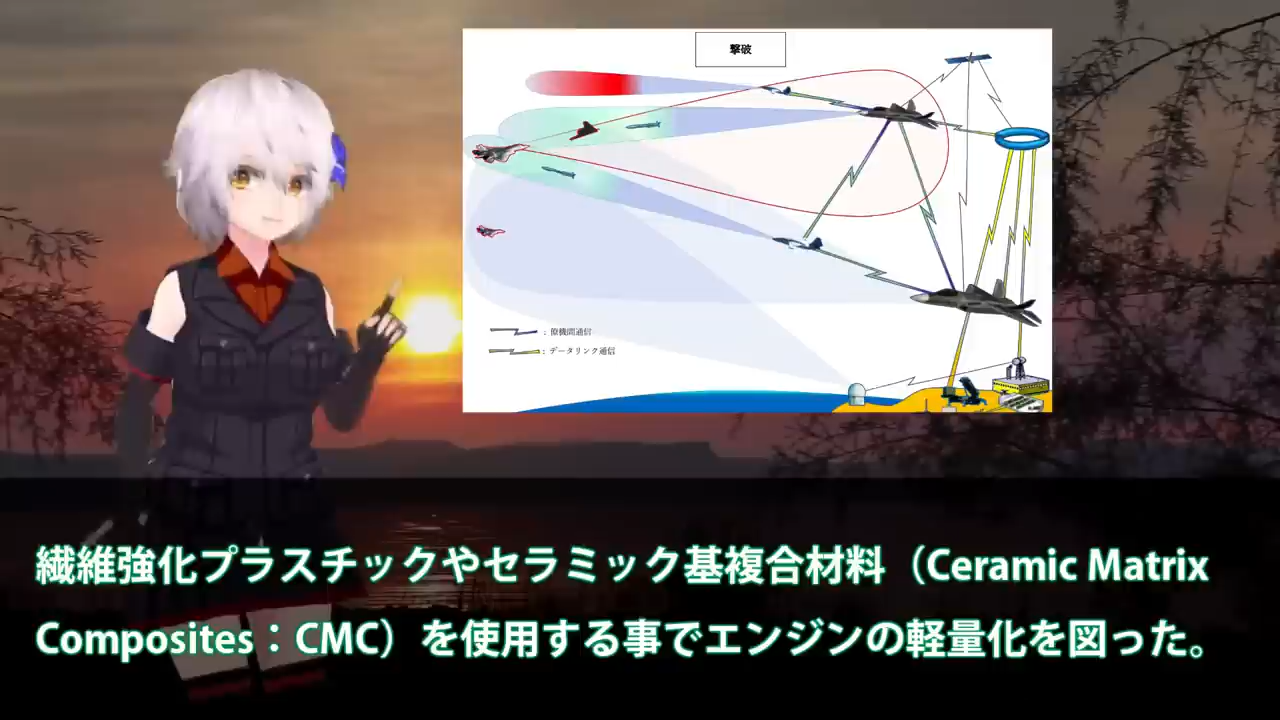 撃破
：僚機間通信
：データリンク通信
繊維強化プラスチックやセラミック基複合材料（Ceramic Matrix
Composites：CMC）を使用する事でエンジンの軽量化を図った。